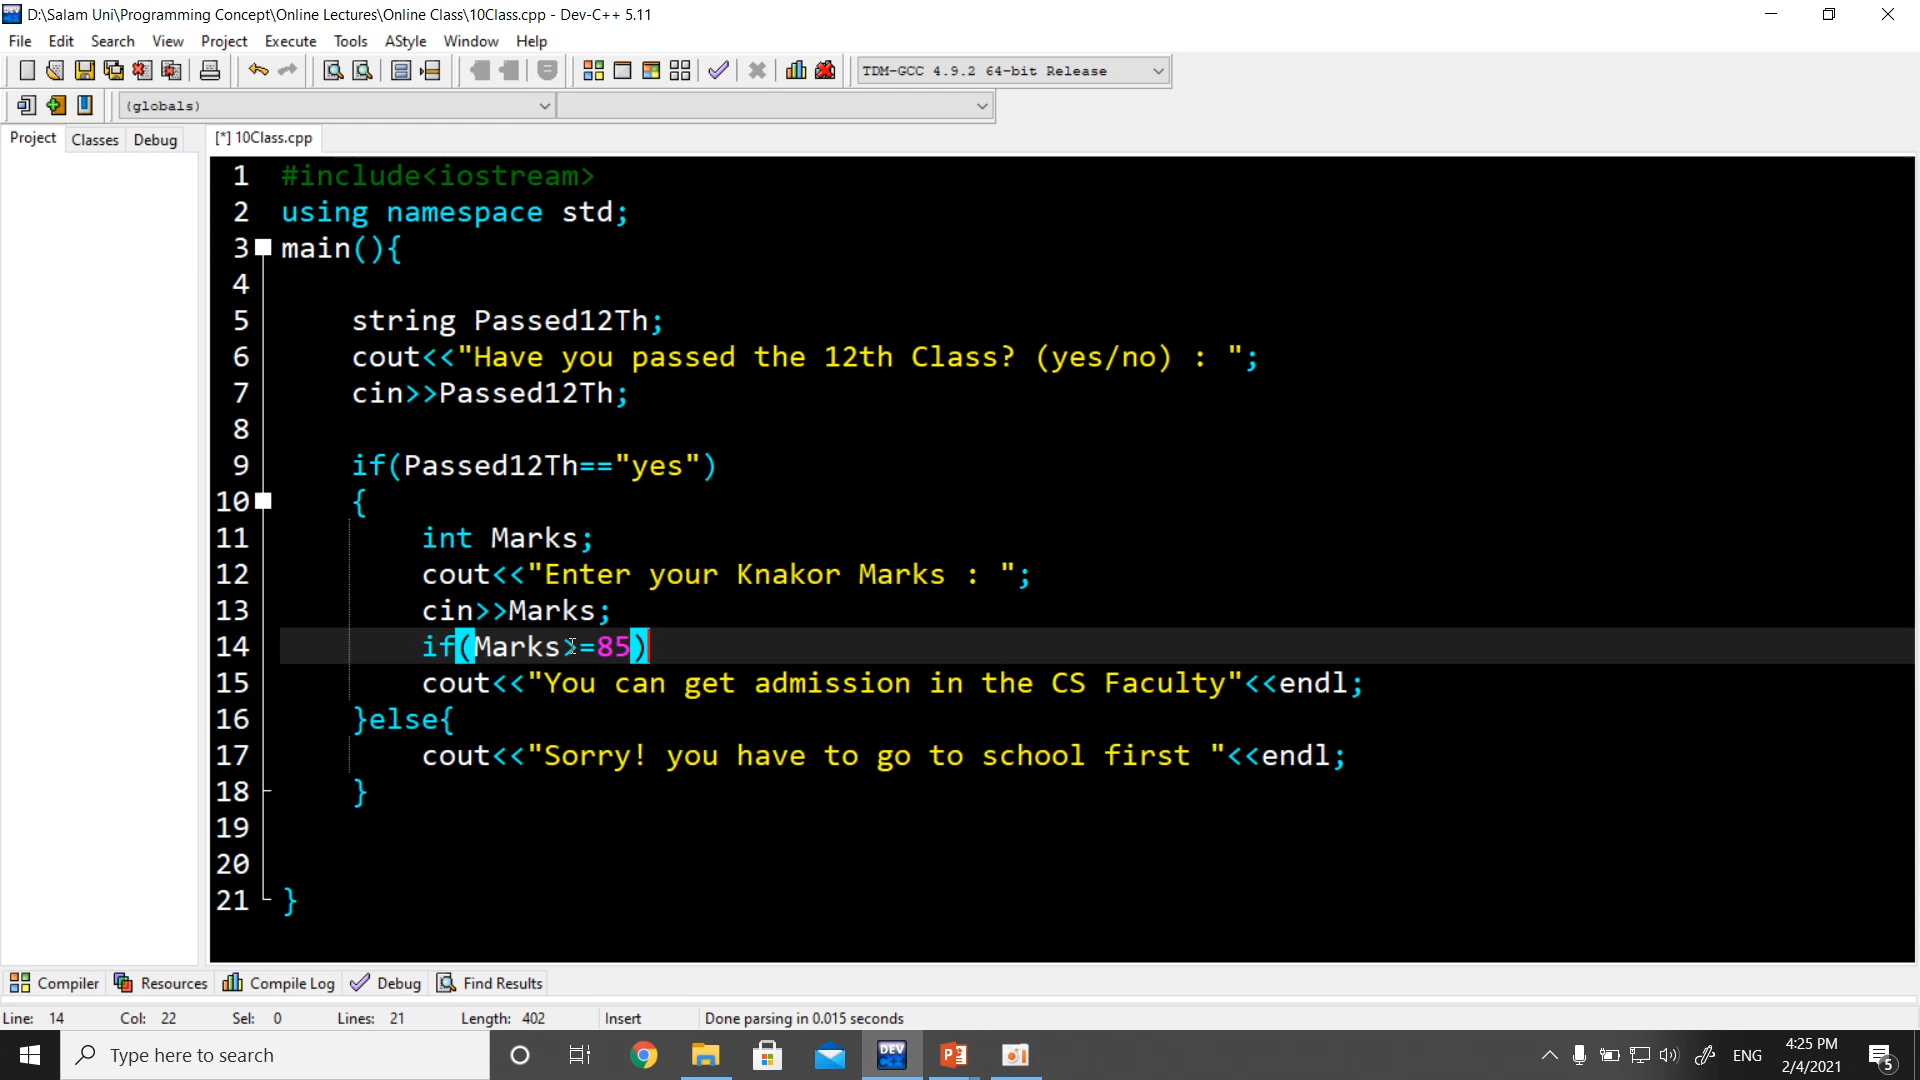 D:\Salam Uni\Programming Concept\Online Lectures\Online Class\10Class.cpp - Dev-C++ 5.11
File Edit Search View Project Execute Tools AStyle Window Help
TDM-GCC 4.9.2 64-bit Release
(globals)
Project Classes Debug [*] 10Class.cpp
1 #include<iostream>
2 using namespace std;
3 main(){
4
5 string Passed12Th;
6 cout<<"Have you passed the 12th Class? (yes/no) : ";
7 cin>>Passed12Th;
8
9 if(Passed12Th=="yes")
10 {
11 int Marks;
12 cout<<"Enter your Knakor Marks : ";
13 cin>>Marks;
14 if(Marks>=85)
15 cout<<"You can get admission in the CS Faculty"<<endl;
16 }else{
17 cout<<"Sorry! you have to go to school first "<<endl;
18 }
19
20
21 }
Compiler Resources Compile Log Debug Find Results
Line: 14 Col: 22 Sel: 0 Lines: 21 Length: 402 Insert Done parsing in 0.015 seconds
Type here to search DEV C++ ENG 4:25 PM
2/4/2021 5